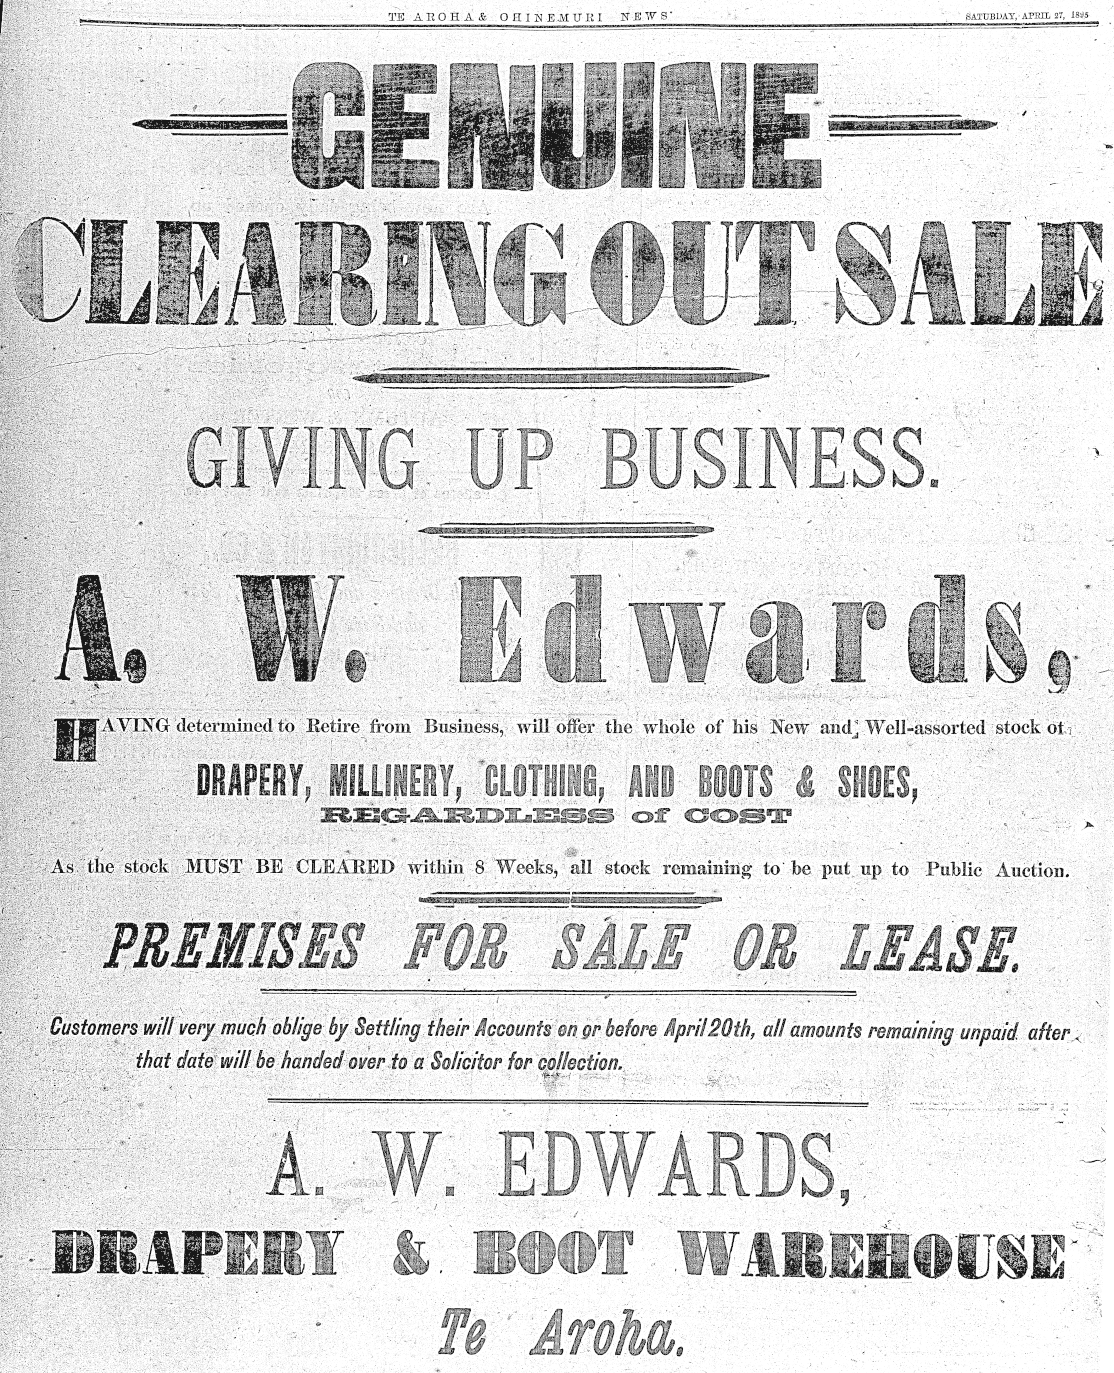 TE AROHA & OHINEMURI NEWS
SATURDAY, APRIL 27, 1895
GENUINE
CLEARING OUT SALE
GIVING UP BUSINESS.
A. W. Edwards,
HAVING determined to Retire from Business, will offer the whole of his New and Well-assorted stock of
DRAPERY, MILLINERY, CLOTHING, AND BOOTS & SHOES,
REGARDLESS of COST
As the stock MUST BE CLEARED within 8 Weeks, all stock remaining to be put up to Public Auction.
PREMISES FOR SALE OR LEASE.
Customers will very much oblige by Settling their Accounts on or before April 20th, all amounts remaining unpaid after
that date will be handed over to a Solicitor for collection.
A. W. EDWARDS,
DRAPERY & BOOT WAREHOUSE
Te Aroha.